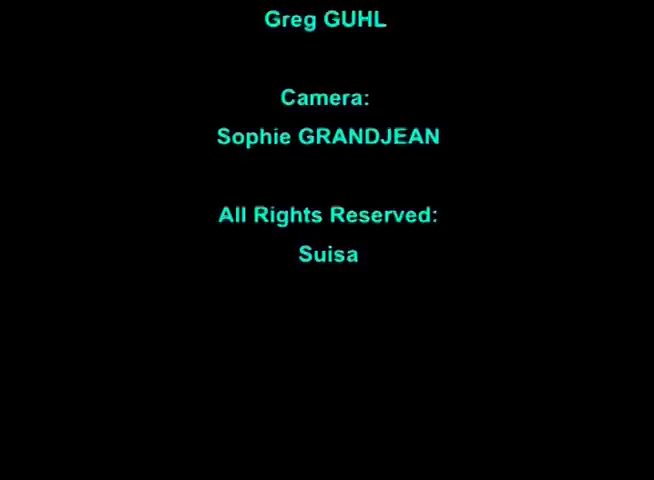 Greg GUHL
Camera:
Sophie GRANDJEAN
All Rights Reserved:
Suisa